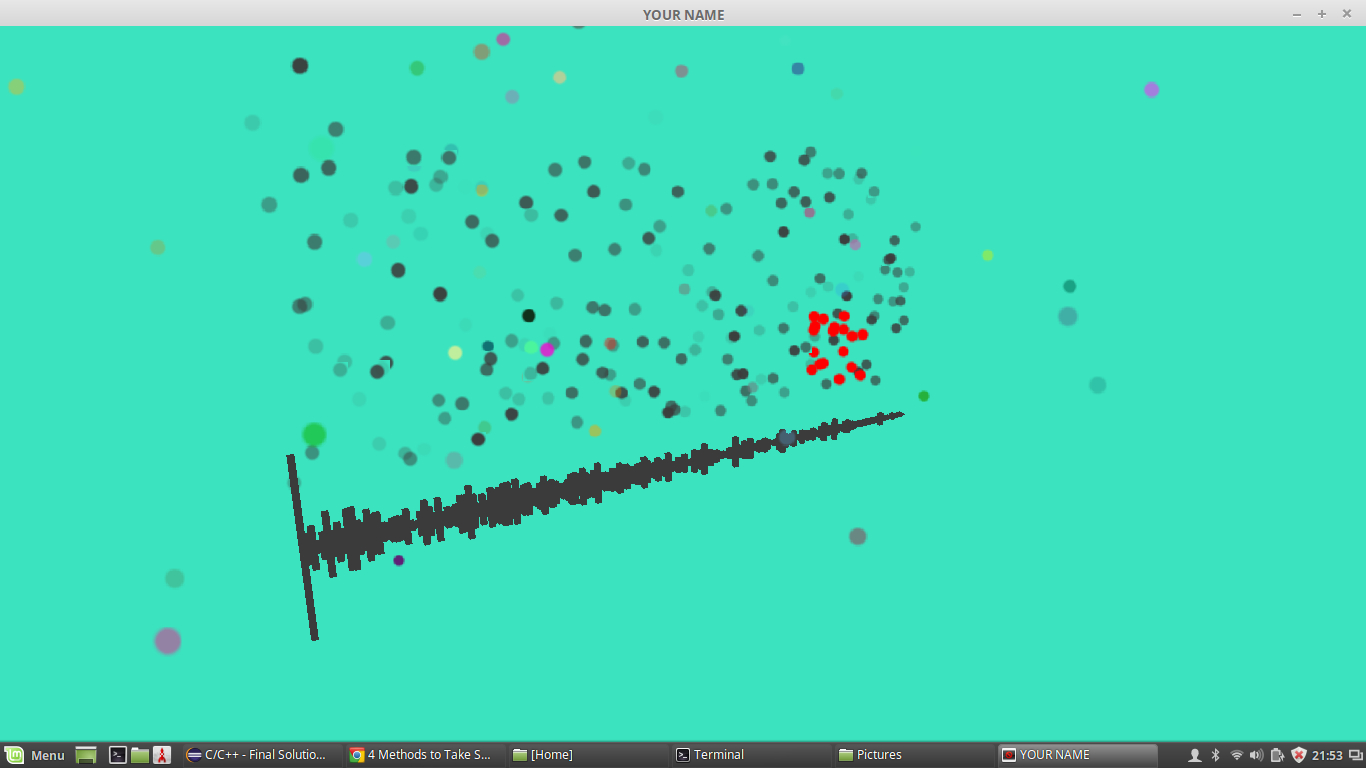 YOUR NAME
Menu
C/C++ - Final Solutio...
4 Methods to Take S...
[Home]
Terminal
Pictures
YOUR NAME
21:53